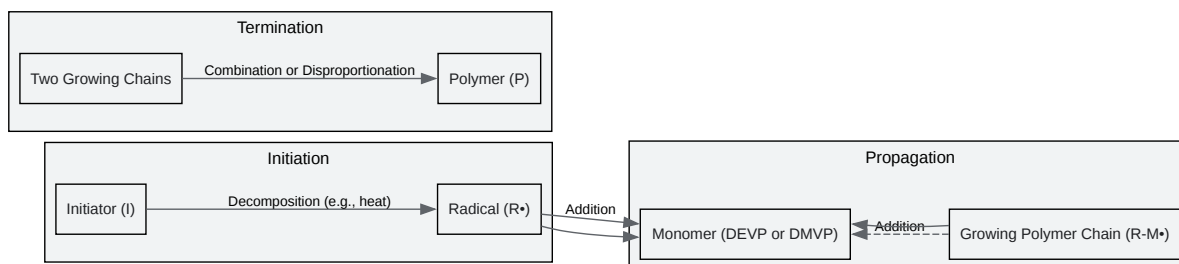 Termination
Two Growing Chains
Combination or Disproportionation
Polymer (P)
Initiation
Initiator (I)
Decomposition (e.g., heat)
Radical (R•)
Addition
Propagation
Monomer (DEVP or DMVP)
Addition
Growing Polymer Chain (R-M•)